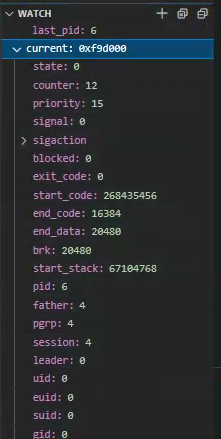 WATCH
last_pid: 6
current: 0xf9d000
state: 0
counter: 12
priority: 15
signal: 0
sigaction
blocked: 0
exit_code: 0
start_code: 268435456
end_code: 16384
end_data: 20480
brk: 20480
start_stack: 67104768
pid: 6
father: 4
pgrp: 4
session: 4
leader: 0
uid: 0
euid: 0
suid: 0
gid: 0